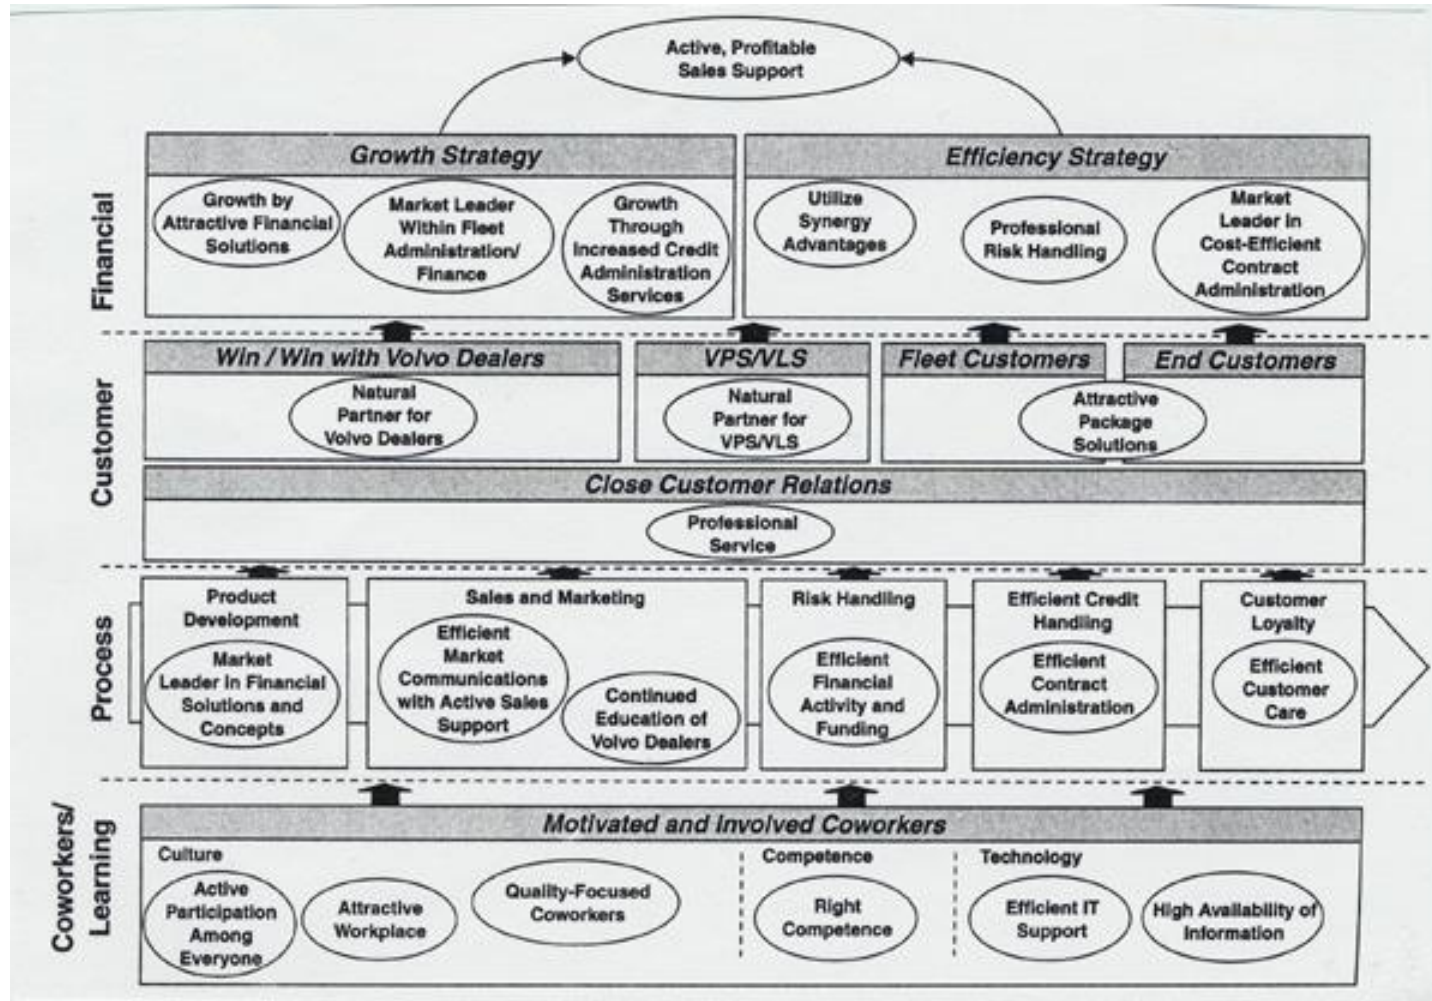 Active, Profitable
Sales Support
Financial
Growth Strategy
Growth by
Attractive Financial
Solutions
Market Leader
Within Fleet
Administration/
Finance
Growth
Through
Increased Credit
Administration
Services
Efficiency Strategy
Utilize
Synergy
Advantages
Professional
Risk Handling
Market
Leader in
Cost-Efficient
Contract
Administration
Customer
Win / Win with Volvo Dealers
Natural
Partner for
Volvo Dealers
VPS/VLS
Natural
Partner for
VPS/VLS
Fleet Customers
End Customers
Attractive
Package
Solutions
Close Customer Relations
Professional
Service
Process
Product
Development
Market
Leader in Financial
Solutions and
Concepts
Sales and Marketing
Efficient
Market
Communications
with Active Sales
Support
Continued
Education of
Volvo Dealers
Risk Handling
Efficient
Financial
Activity and
Funding
Efficient Credit
Handling
Efficient
Contract
Administration
Customer
Loyalty
Efficient
Customer
Care
Coworkers/
Learning
Motivated and Involved Coworkers
Culture
Active
Participation
Among
Everyone
Attractive
Workplace
Quality-Focused
Coworkers
Competence
Right
Competence
Technology
Efficient IT
Support
High Availability of
Information